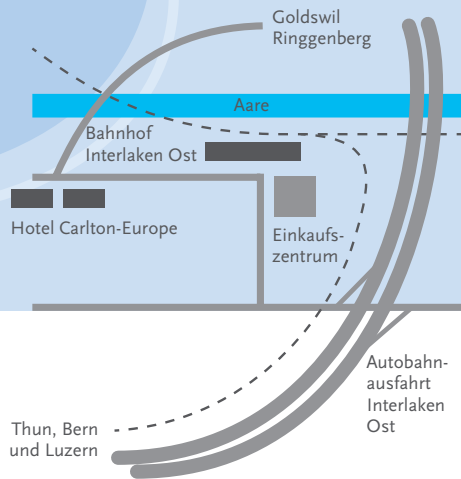 Goldswil
Ringgenberg
Aare
Bahnhof
Interlaken Ost
Hotel Carlton-Europe
Einkaufs-
zentrum
Autobahn-
ausfahrt
Interlaken
Ost
Thun, Bern
und Luzern